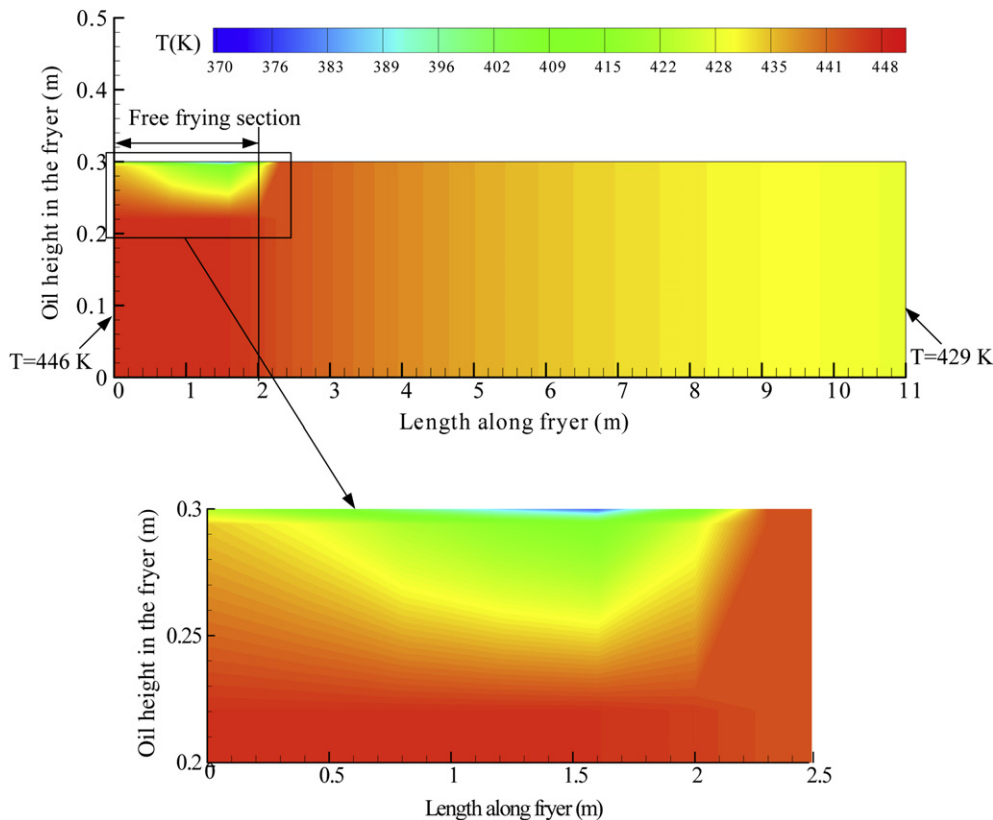 T(K)
370 376 383 389 396 402 409 415 422 428 435 441 448
Oil height in the fryer (m)
0.5
0.4
0.3
0.2
0.1
0
Free frying section
T=446 K
T=429 K
0 1 2 3 4 5 6 7 8 9 10 11
Length along fryer (m)
Oil height in the fryer (m)
0.3
0.25
0.2
0 0.5 1 1.5 2 2.5
Length along fryer (m)